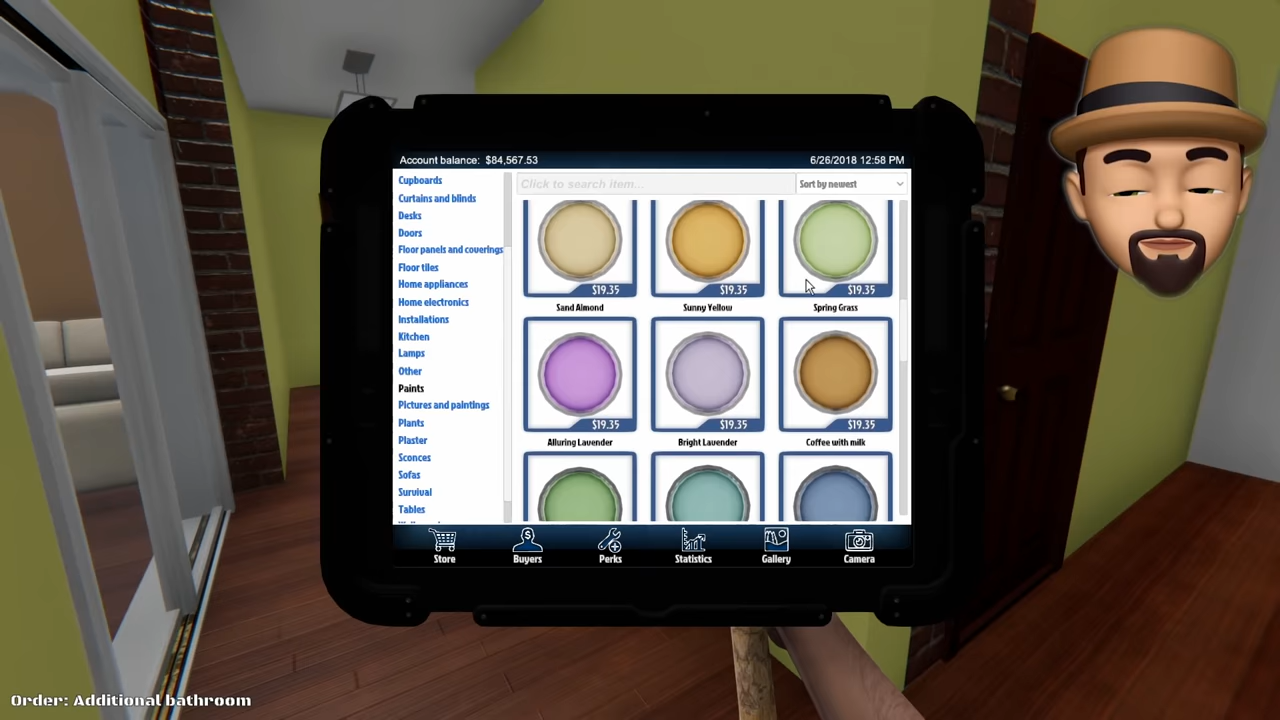 Account balance: $84,567.53
6/26/2018 12:58 PM
Cupboards
Curtains and blinds
Desks
Doors
Floor panels and coverings
Floor tiles
Home appliances
Home electronics
Installations
Kitchen
Lamps
Other
Paints
Pictures and paintings
Plants
Plaster
Sconces
Sofas
Survival
Tables
Click to search item...
Sort by newest
$19.35
$19.35
$19.35
Sand Almond
Sunny Yellow
Spring Grass
$19.35
$19.35
$19.35
Alluring Lavender
Bright Lavender
Coffee with milk
Store
Buyers
Perks
Statistics
Gallery
Camera
Order: Additional bathroom